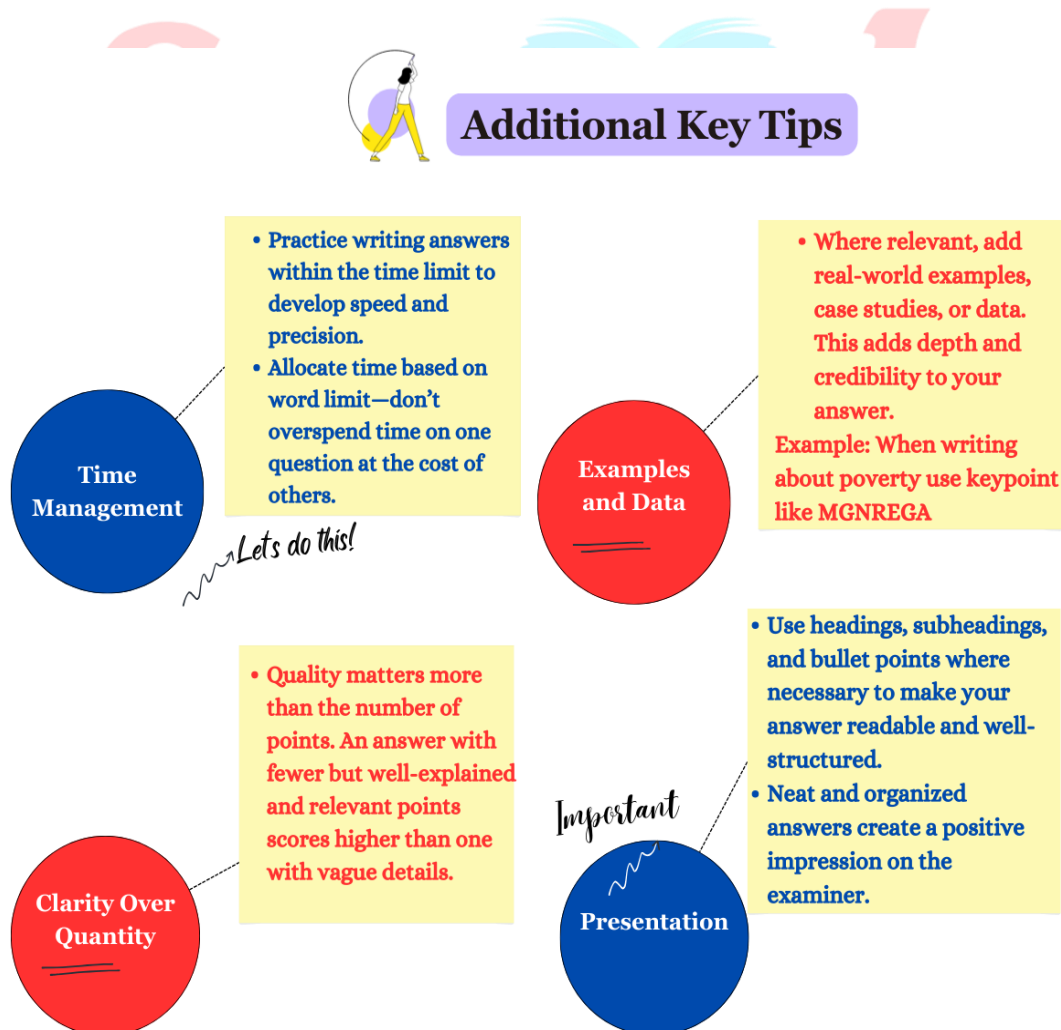 Additional Key Tips
• Practice writing answers
within the time limit to
develop speed and
precision.
• Allocate time based on
word limit—don’t
overspend time on one
question at the cost of
others.
Time
Management
Lets do this!
• Where relevant, add
real-world examples,
case studies, or data.
This adds depth and
credibility to your
answer.
Example: When writing
about poverty use keypoint
like MGNREGA
Examples
and Data
• Quality matters more
than the number of
points. An answer with
fewer but well-explained
and relevant points
scores higher than one
with vague details.
Clarity Over
Quantity
• Use headings, subheadings,
and bullet points where
necessary to make your
answer readable and well-
structured.
• Neat and organized
answers create a positive
impression on the
examiner.
Important
Presentation